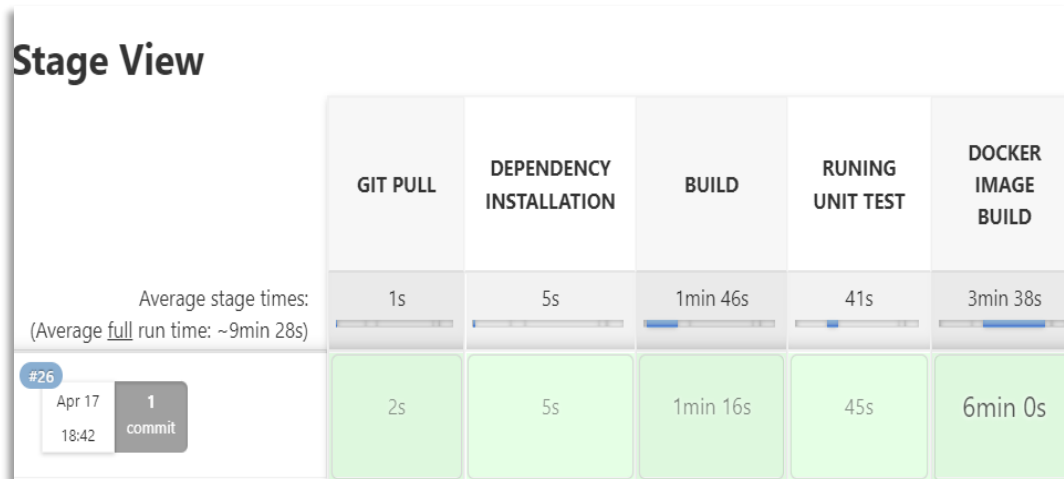 Stage View
GIT PULL
DEPENDENCY
INSTALLATION
BUILD
RUNING
UNIT TEST
DOCKER
IMAGE
BUILD
Average stage times:
(Average full run time: ~9min 28s)
1s
5s
1min 46s
41s
3min 38s
#26
Apr 17
18:42
1
commit
2s
5s
1min 16s
45s
6min 0s